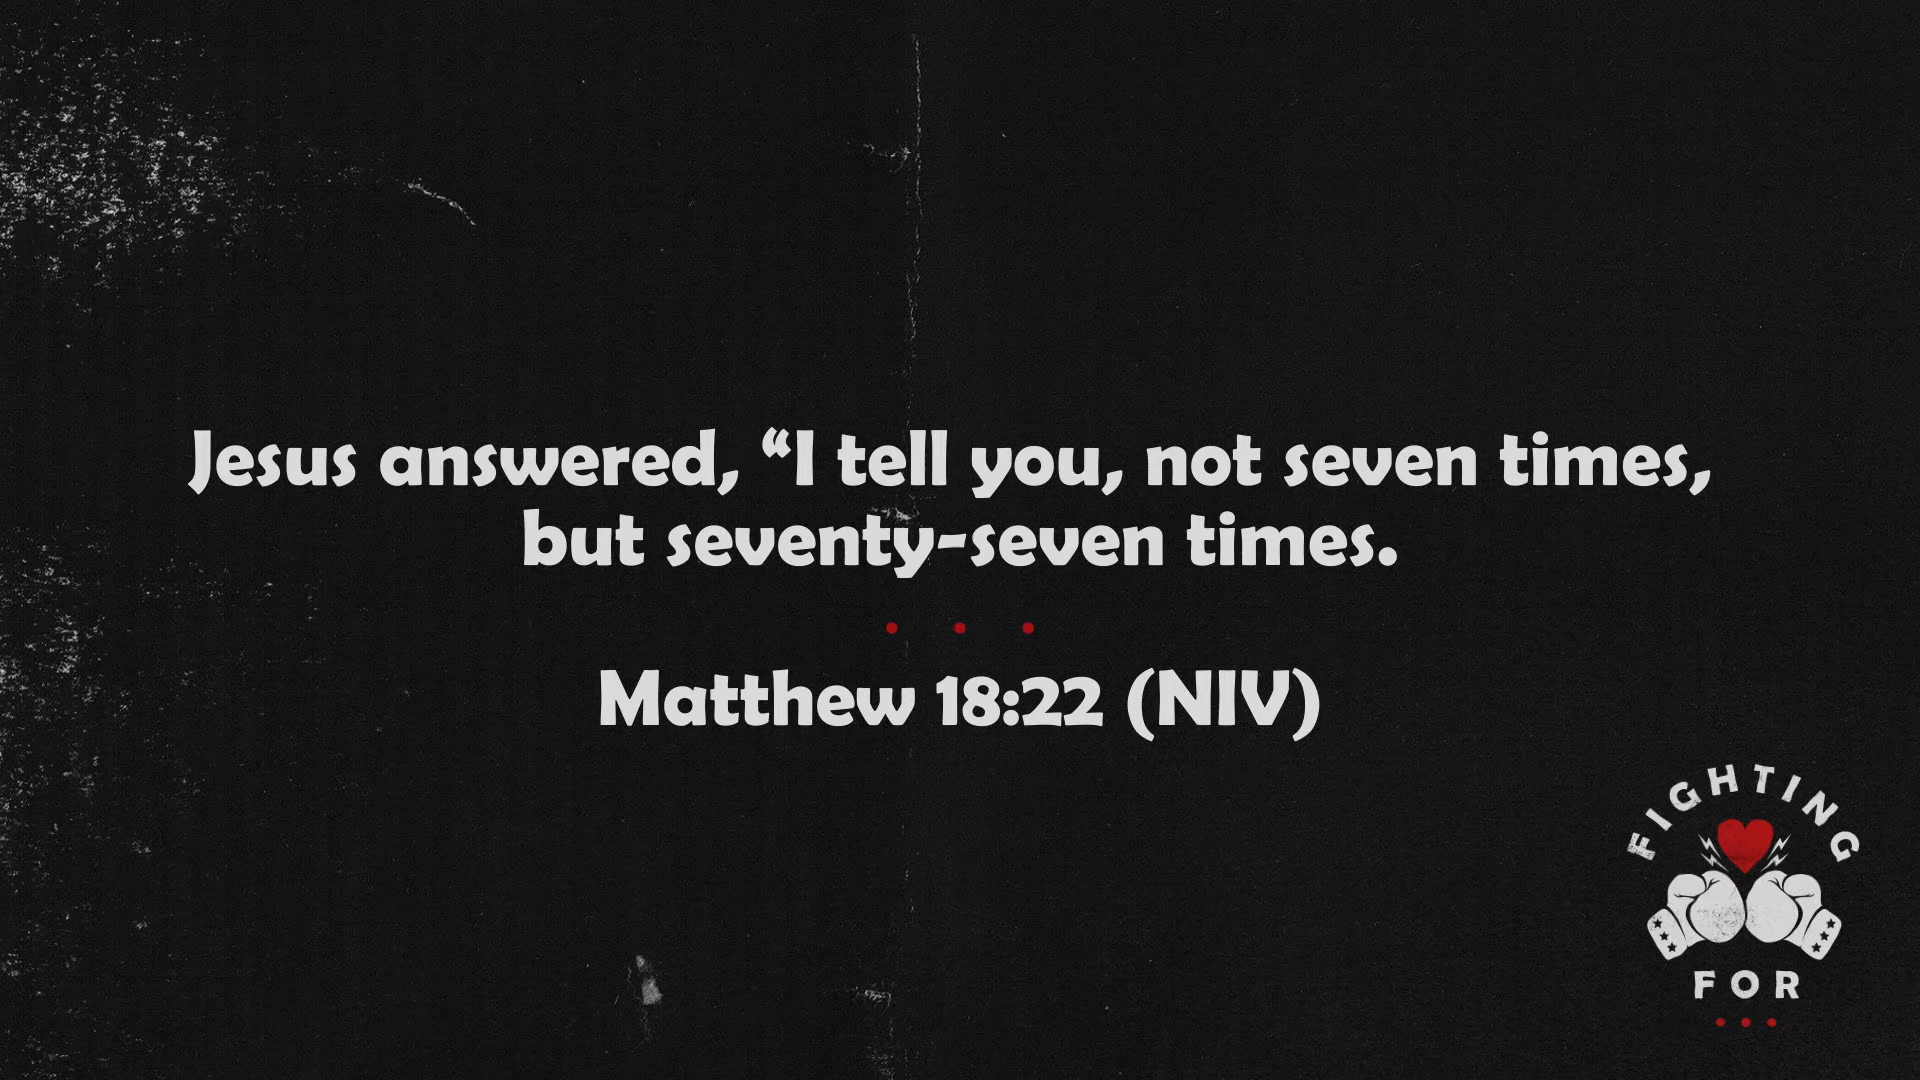 Jesus answered, “I tell you, not seven times,
but seventy-seven times.
Matthew 18:22 (NIV)
FIGHTING
FOR